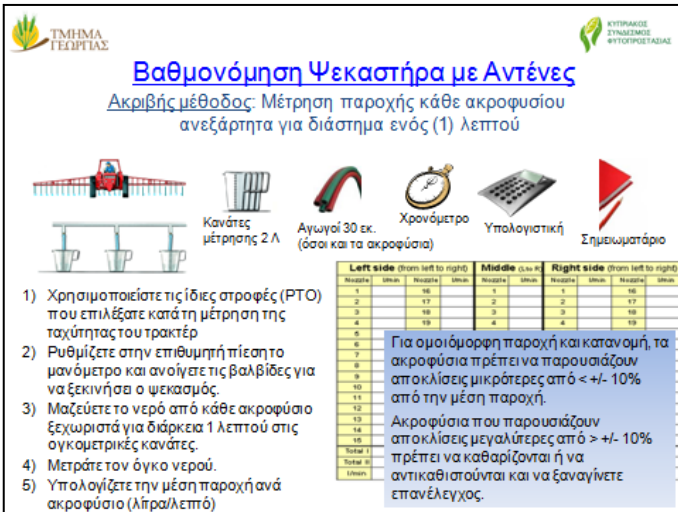 ΤΜΗΜΑ
ΓΕΩΡΓΙΑΣ
ΚΥΠΡΙΑΚΟΣ
ΣΥΝΔΕΣΜΟΣ
ΦΥΤΟΠΡΟΣΤΑΣΙΑΣ
Βαθμονόμηση Ψεκαστήρα με Αντένες
Ακριβής μέθοδος: Μέτρηση παροχής κάθε ακροφυσίου
ανεξάρτητα για διάστημα ενός (1) λεπτού
Κανάτες
μέτρησης 2 Λ
Αγωγοί 30 εκ.
(όσοι και τα ακροφύσια)
Χρονόμετρο
Υπολογιστική
Σημειωματάριο
1) Χρησιμοποιείστε τις ίδιες στροφές (PTO)
που επιλέξατε κατά τη μέτρηση της
ταχύτητας του τρακτέρ
2) Ρυθμίζετε στην επιθυμητή πίεση το
μανόμετρο και ανοίγετε τις βαλβίδες για
να ξεκινήσει ο ψεκασμός.
3) Μαζεύετε το νερό από κάθε ακροφύσιο
ξεχωριστά για διάρκεια 1 λεπτού στις
ογκομετρικές κανάτες.
4) Μετράτε τον όγκο νερού.
5) Υπολογίζετε την μέση παροχή ανά
ακροφύσιο (λίτρα/λεπτό)
Left side (from left to right) Middle (L to R) Right side (from left to right)
Nozzle l/min Nozzle l/min Nozzle l/min Nozzle l/min Nozzle l/min
1 16 1 1 16
2 17 2 2 17
3 18 3 3 18
4 19 4 4 19
5
6
7
8
9
10
11
12
13
14
15
Total I
Total II
l/min
Για ομοιόμορφη παροχή και κατανομή, τα
ακροφύσια πρέπει να παρουσιάζουν
αποκλίσεις μικρότερες από < +/- 10%
από την μέση παροχή.
Ακροφύσια που παρουσιάζουν
αποκλίσεις μεγαλύτερες από > +/- 10%
πρέπει να καθαρίζονται ή να
αντικαθιστούνται και να ξαναγίνετε
επανέλεγχος.